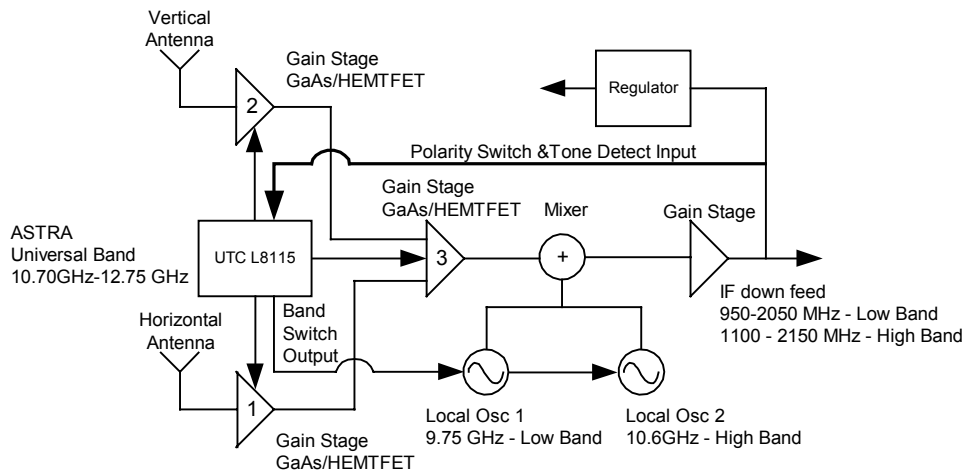 Vertical
Antenna
Gain Stage
GaAs/HEMTFET
2
Regulator
Polarity Switch &Tone Detect Input
Gain Stage
GaAs/HEMTFET
Mixer
Gain Stage
ASTRA
Universal Band
10.70GHz-12.75 GHz
UTC L8115
3
+
IF down feed
950-2050 MHz - Low Band
1100 - 2150 MHz - High Band
Horizontal
Antenna
Band
Switch
Output
1
Local Osc 1
9.75 GHz - Low Band
Local Osc 2
10.6GHz - High Band
Gain Stage
GaAs/HEMTFET